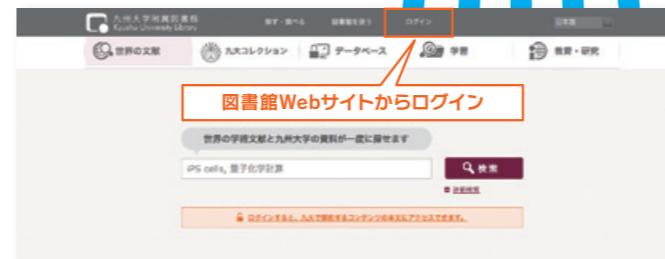 九州大学附属図書館
Kyushu University Library
探す・調べる 図書館を使う ログイン 日本語
世界の文献 九大コレクション データベース 学習 教育・研究
図書館Webサイトからログイン
世界の学術文献と九州大学の資料が一度に探せます
iPS cells, 量子化学計算 検索
詳細検索
ログインすると、九大で契約するコンテンツの本文にアクセスできます。